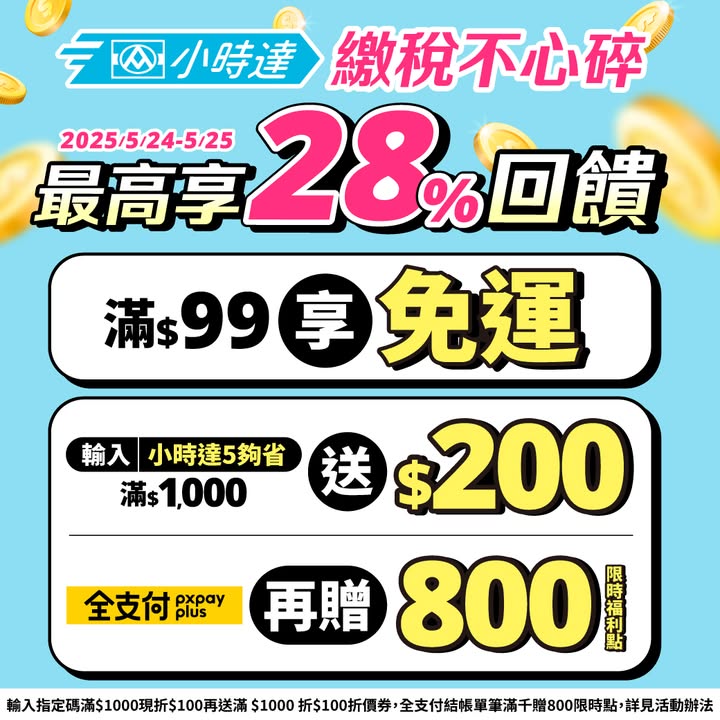 小時達 繳稅不心碎
2025/5/24-5/25
最高享28%回饋
滿$99享免運
輸入 小時達5夠省
滿$1,000
送$200
全支付 pxpay plus 再贈800限時福利點
輸入指定碼滿$1000現折$100再送滿 $1000 折$100折價券,全支付結帳單筆滿千贈800限時點,詳見活動辦法